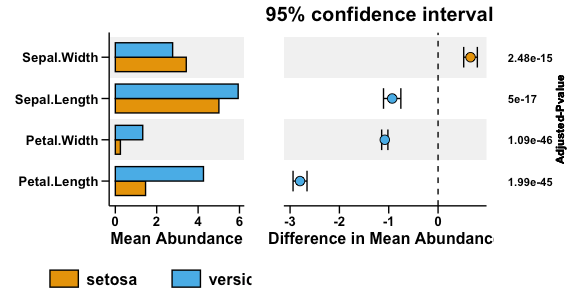 95% confidence interval
Sepal.Width
Sepal.Length
Petal.Width
Petal.Length
0 2 4 6
Mean Abundance
-3 -2 -1 0
Difference in Mean Abundanc
2.48e-15
5e-17
1.09e-46
1.99e-45
Adjusted-Pvalue
setosa
versic